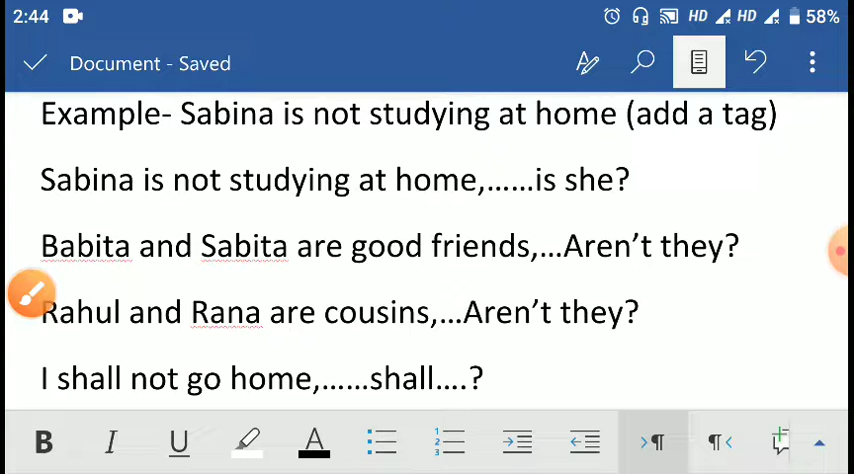 2:44 HD HD 58%
Document - Saved
Example- Sabina is not studying at home (add a tag)
Sabina is not studying at home,......is she?
Babita and Sabita are good friends,...Aren't they?
Rahul and Rana are cousins,...Aren't they?
I shall not go home,......shall....?
B I U A